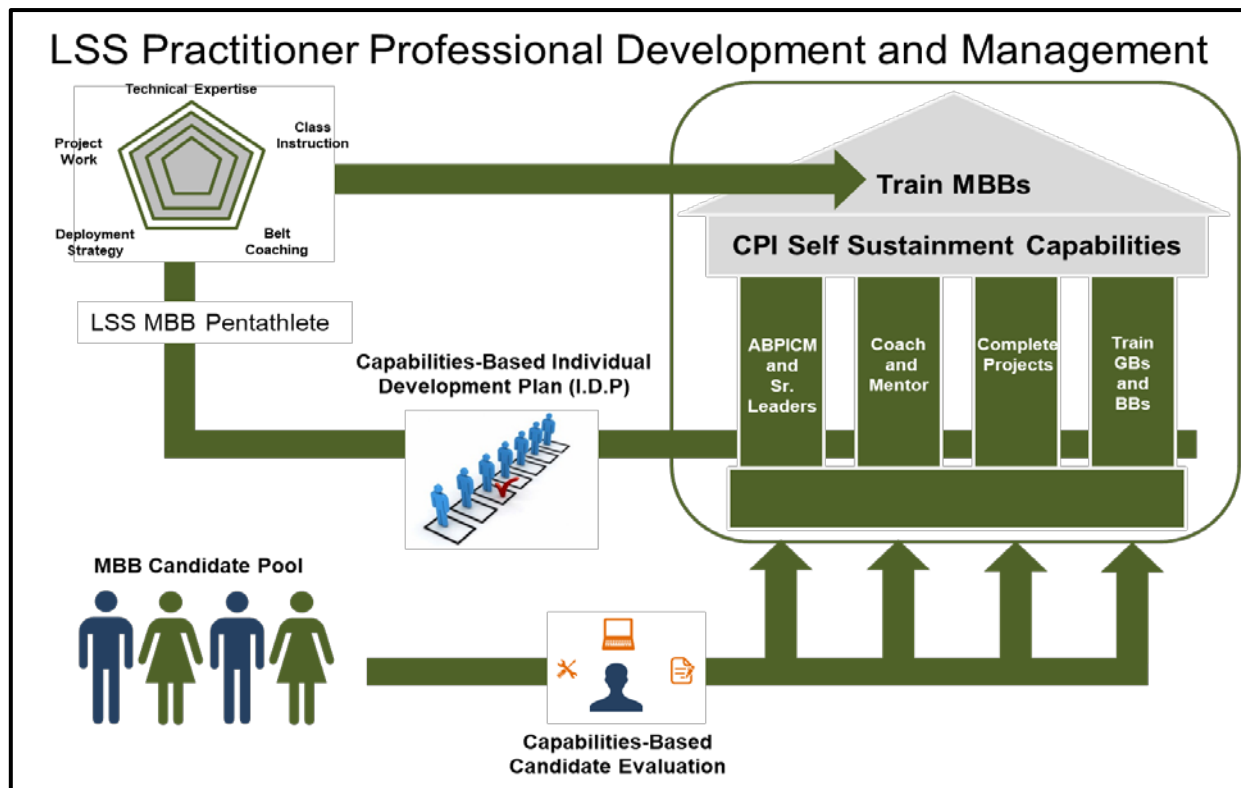 LSS Practitioner Professional Development and Management
Technical Expertise
Class
Instruction
Project
Work
Deployment
Strategy
Belt
Coaching
LSS MBB Pentathlete
Train MBBs
CPI Self Sustainment Capabilities
ABPICM
and
Sr.
Leaders
Coach
and
Mentor
Complete
Projects
Train
GBs
and
BBs
Capabilities-Based Individual
Development Plan (I.D.P)
MBB Candidate Pool
Capabilities-Based
Candidate Evaluation